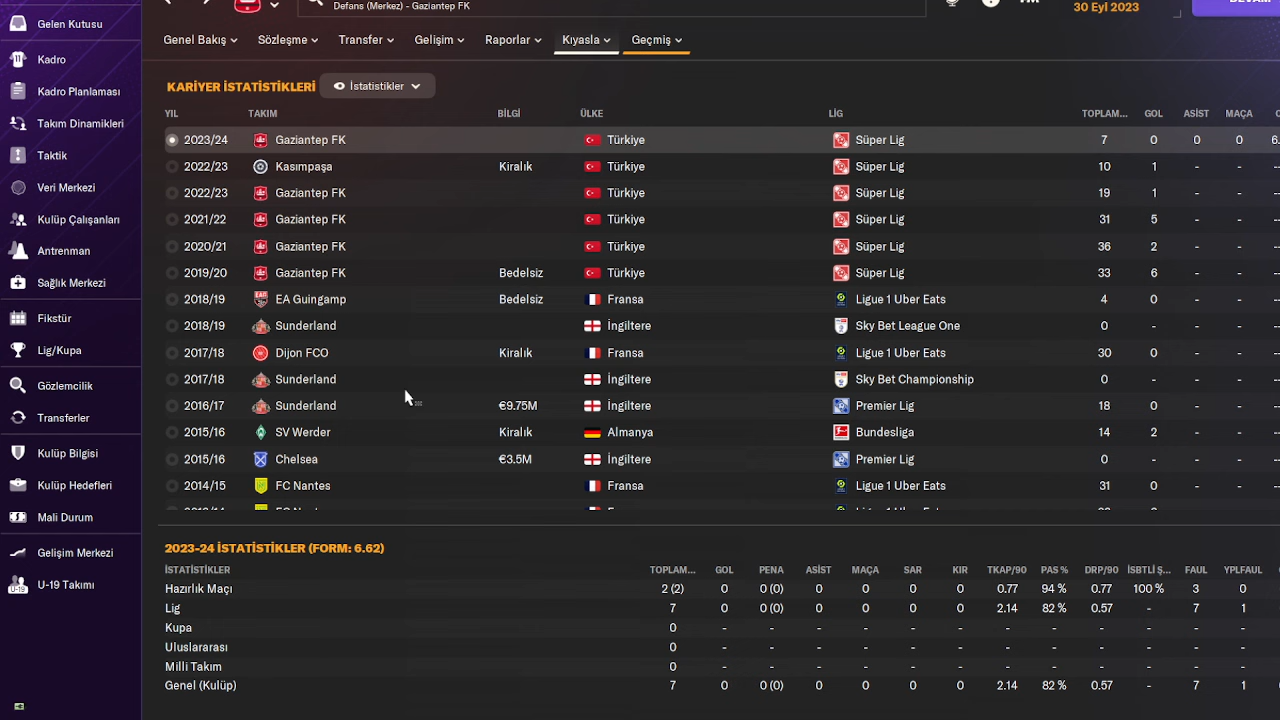 Defans (Merkez) - Gaziantep FK
30 Eyl 2023
Gelen Kutusu
Kadro
Kadro Planlaması
Takım Dinamikleri
Taktik
Veri Merkezi
Kulüp Çalışanları
Antrenman
Sağlık Merkezi
Fikstür
Lig/Kupa
Gözlemcilik
Transferler
Kulüp Bilgisi
Kulüp Hedefleri
Mali Durum
Gelişim Merkezi
U-19 Takımı
Genel Bakış Sözleşme Transfer Gelişim Raporlar Kıyasla Geçmiş
KARİYER İSTATİSTİKLERİ İstatistikler
YIL TAKIM BİLGİ ÜLKE LİG TOPLAM... GOL ASİST MAÇA
2023/24 Gaziantep FK Türkiye Süper Lig 7 0 0 0 6.
2022/23 Kasımpaşa Kiralık Türkiye Süper Lig 10 1 - -
2022/23 Gaziantep FK Türkiye Süper Lig 19 1 - -
2021/22 Gaziantep FK Türkiye Süper Lig 31 5 - -
2020/21 Gaziantep FK Türkiye Süper Lig 36 2 - -
2019/20 Gaziantep FK Bedelsiz Türkiye Süper Lig 33 6 - -
2018/19 EA Guingamp Bedelsiz Fransa Ligue 1 Uber Eats 4 0 - -
2018/19 Sunderland İngiltere Sky Bet League One 0 - - -
2017/18 Dijon FCO Kiralık Fransa Ligue 1 Uber Eats 30 0 - -
2017/18 Sunderland İngiltere Sky Bet Championship 0 - - -
2016/17 Sunderland €9.75M İngiltere Premier Lig 18 0 - -
2015/16 SV Werder Kiralık Almanya Bundesliga 14 2 - -
2015/16 Chelsea €3.5M İngiltere Premier Lig 0 - - -
2014/15 FC Nantes Fransa Ligue 1 Uber Eats 31 0 - -
2023-24 İSTATİSTİKLER (FORM: 6.62)
İSTATİSTİKLER TOPLAM... GOL PENA ASİST MAÇA SAR KIR TKAP/90 PAS % DRP/90 İSBTLİ Ş... FAUL YPLFAUL
Hazırlık Maçı 2 (2) 0 0 (0) 0 0 0 0 0.77 94 % 0.77 100 % 3 0
Lig 7 0 0 (0) 0 0 0 0 2.14 82 % 0.57 - 7 1
Kupa 0 - - - - - - - - - - - -
Uluslararası 0 - - - - - - - - - - - -
Milli Takım 0 - - - - - - - - - - - -
Genel (Kulüp) 7 0 0 (0) 0 0 0 0 2.14 82 % 0.57 - 7 1